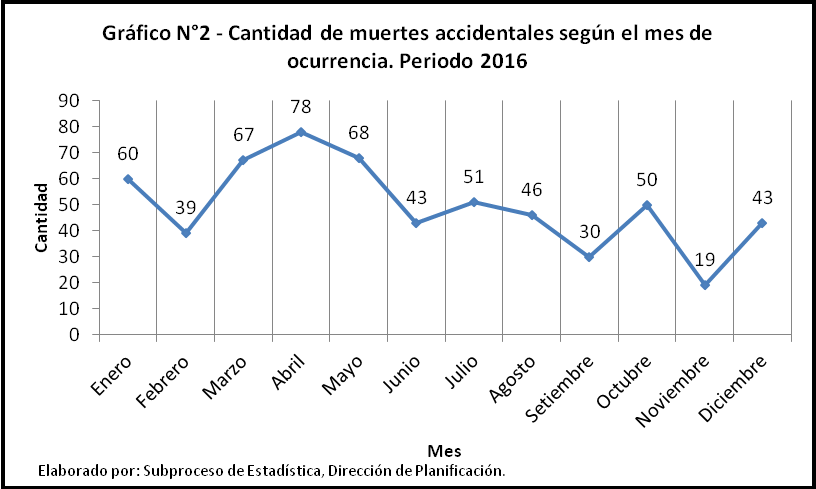 Gráfico N°2 - Cantidad de muertes accidentales según el mes de
ocurrencia. Periodo 2016
Cantidad
90
80
70
60
50
40
30
20
10
0
60
39
67
78
68
43
51
46
30
50
19
43
Enero
Febrero
Marzo
Abril
Mayo
Junio
Julio
Agosto
Setiembre
Octubre
Noviembre
Diciembre
Mes
Elaborado por: Subproceso de Estadística, Dirección de Planificación.